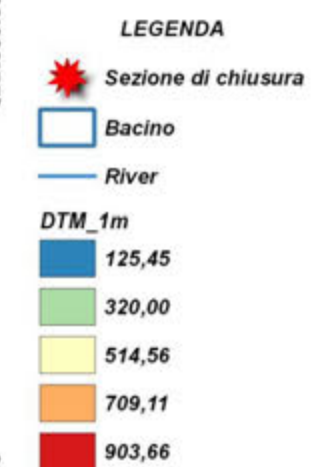 LEGENDA
Sezione di chiusura
Bacino
River
DTM_1m
125,45
320,00
514,56
709,11
903,66